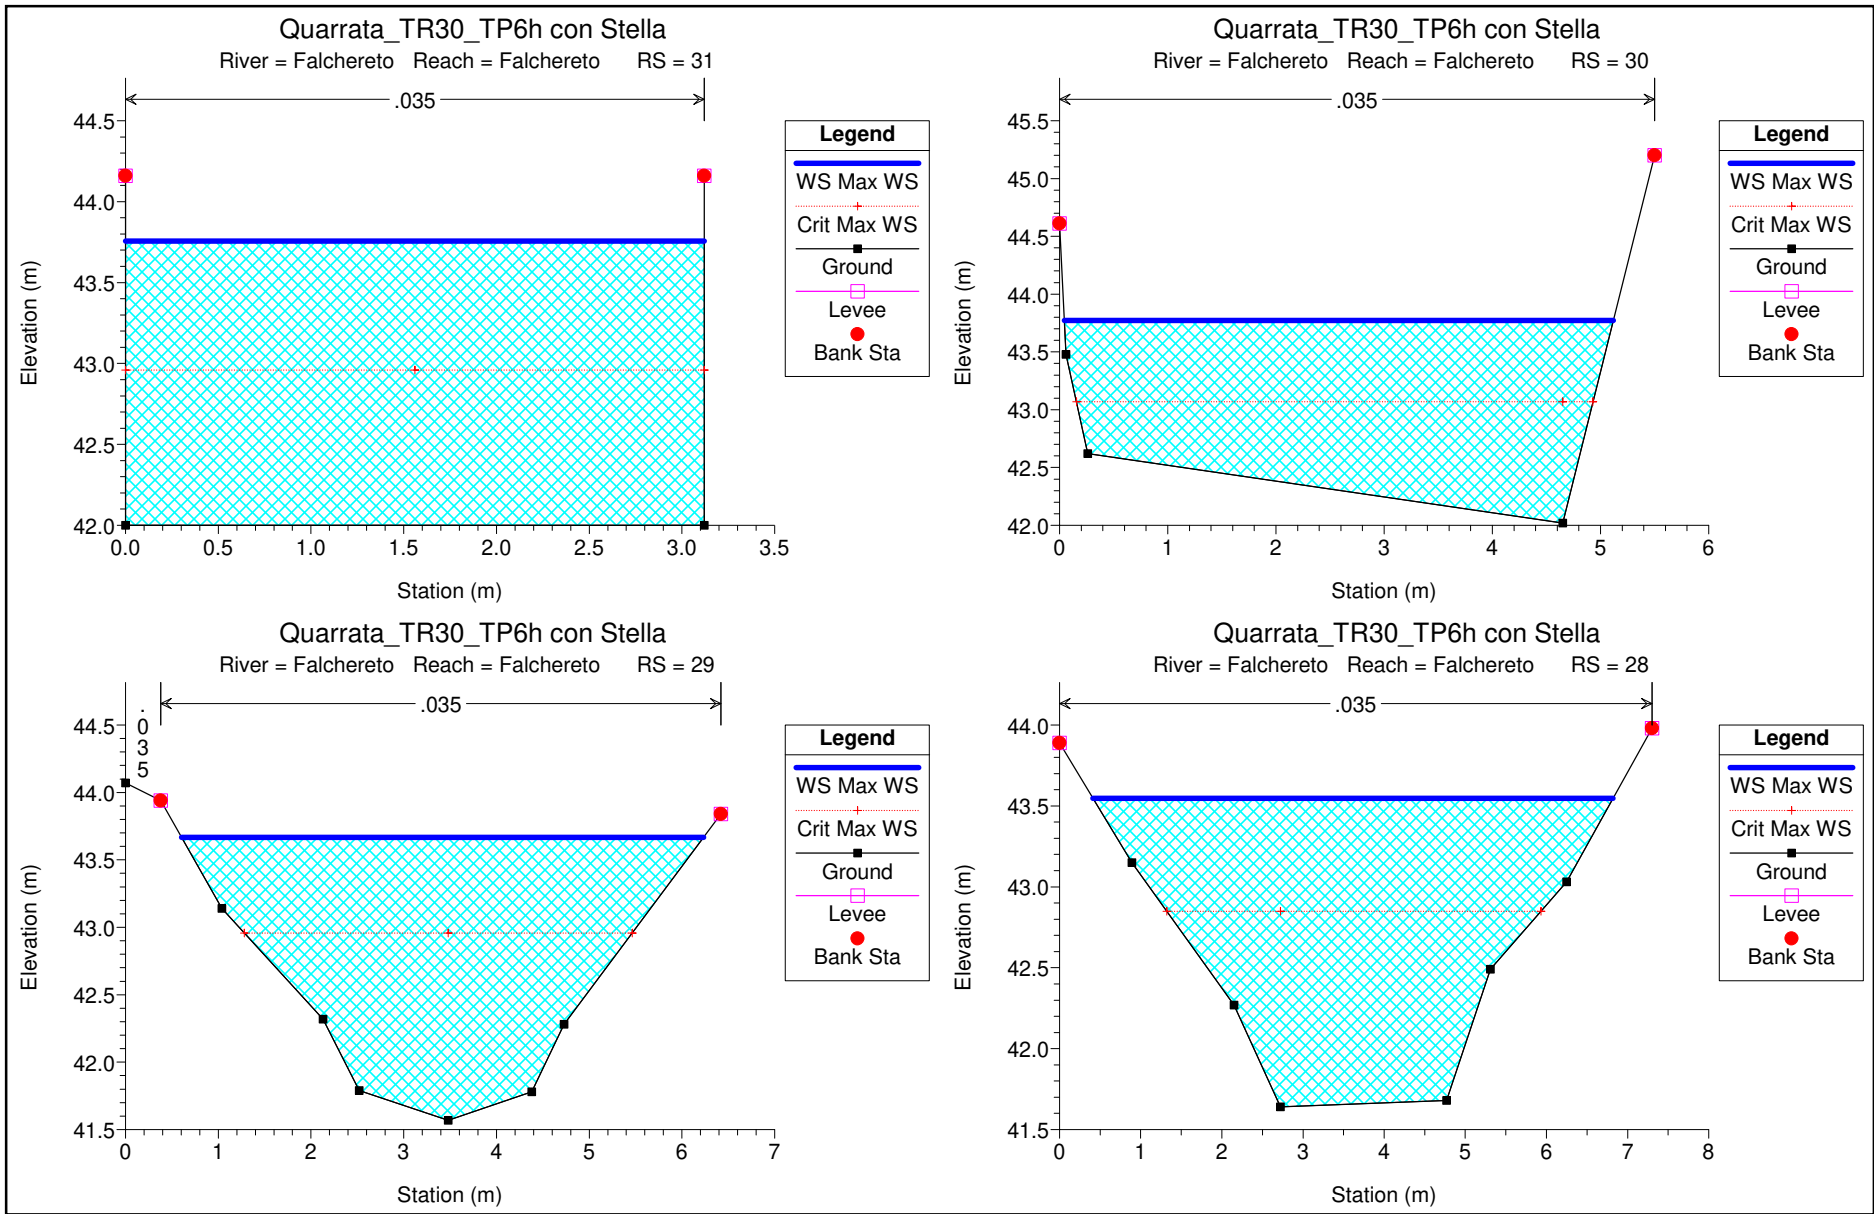 Quarrata_TR30_TP6h con Stella
River = Falchereto Reach = Falchereto RS = 31
.035
44.5
44.0
43.5
43.0
42.5
42.0
Elevation (m)
0.0 0.5 1.0 1.5 2.0 2.5 3.0 3.5
Station (m)
Legend
WS Max WS
Crit Max WS
Ground
Levee
Bank Sta
Quarrata_TR30_TP6h con Stella
River = Falchereto Reach = Falchereto RS = 30
.035
45.5
45.0
44.5
44.0
43.5
43.0
42.5
42.0
Elevation (m)
0 1 2 3 4 5 6
Station (m)
Legend
WS Max WS
Crit Max WS
Ground
Levee
Bank Sta
Quarrata_TR30_TP6h con Stella
River = Falchereto Reach = Falchereto RS = 29
.035
.035
44.5
44.0
43.5
43.0
42.5
42.0
41.5
Elevation (m)
0 1 2 3 4 5 6 7
Station (m)
Legend
WS Max WS
Crit Max WS
Ground
Levee
Bank Sta
Quarrata_TR30_TP6h con Stella
River = Falchereto Reach = Falchereto RS = 28
.035
44.0
43.5
43.0
42.5
42.0
41.5
Elevation (m)
0 1 2 3 4 5 6 7 8
Station (m)
Legend
WS Max WS
Crit Max WS
Ground
Levee
Bank Sta